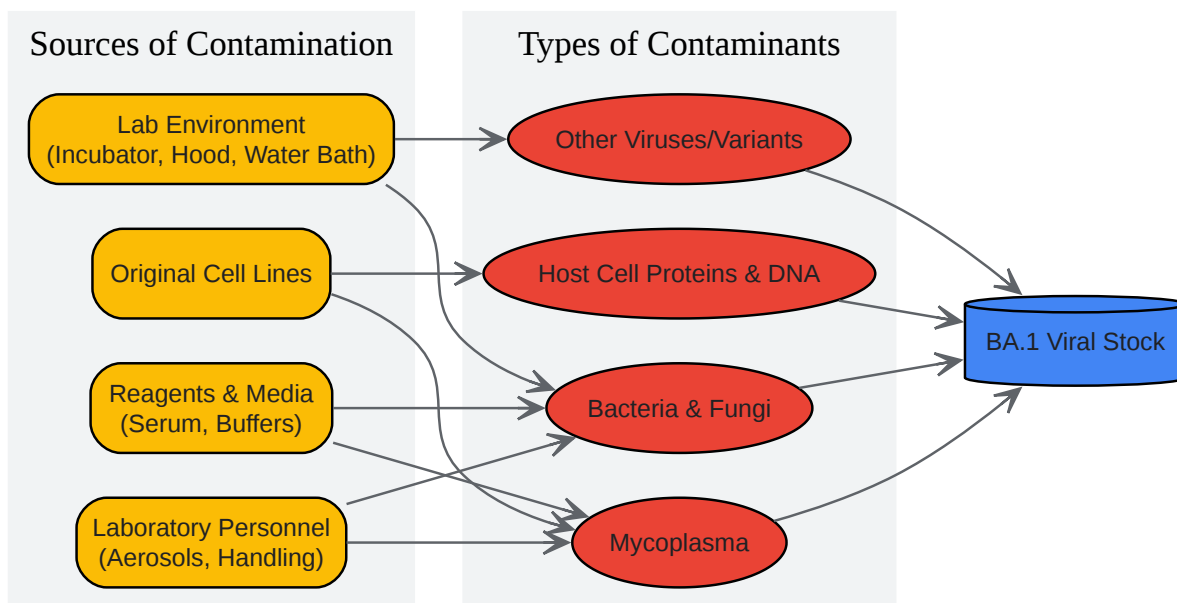 Sources of Contamination
Types of Contaminants
Lab Environment
(Incubator, Hood, Water Bath)
Other Viruses/Variants
Original Cell Lines
Host Cell Proteins & DNA
BA.1 Viral Stock
Reagents & Media
(Serum, Buffers)
Bacteria & Fungi
Laboratory Personnel
(Aerosols, Handling)
Mycoplasma